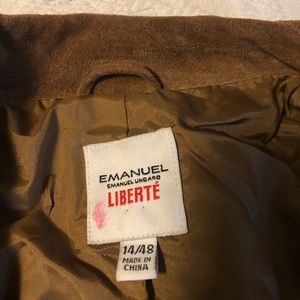 EMANUEL
EMANUEL UNGARO
LIBERTÉ
14/48
MADE IN
CHINA